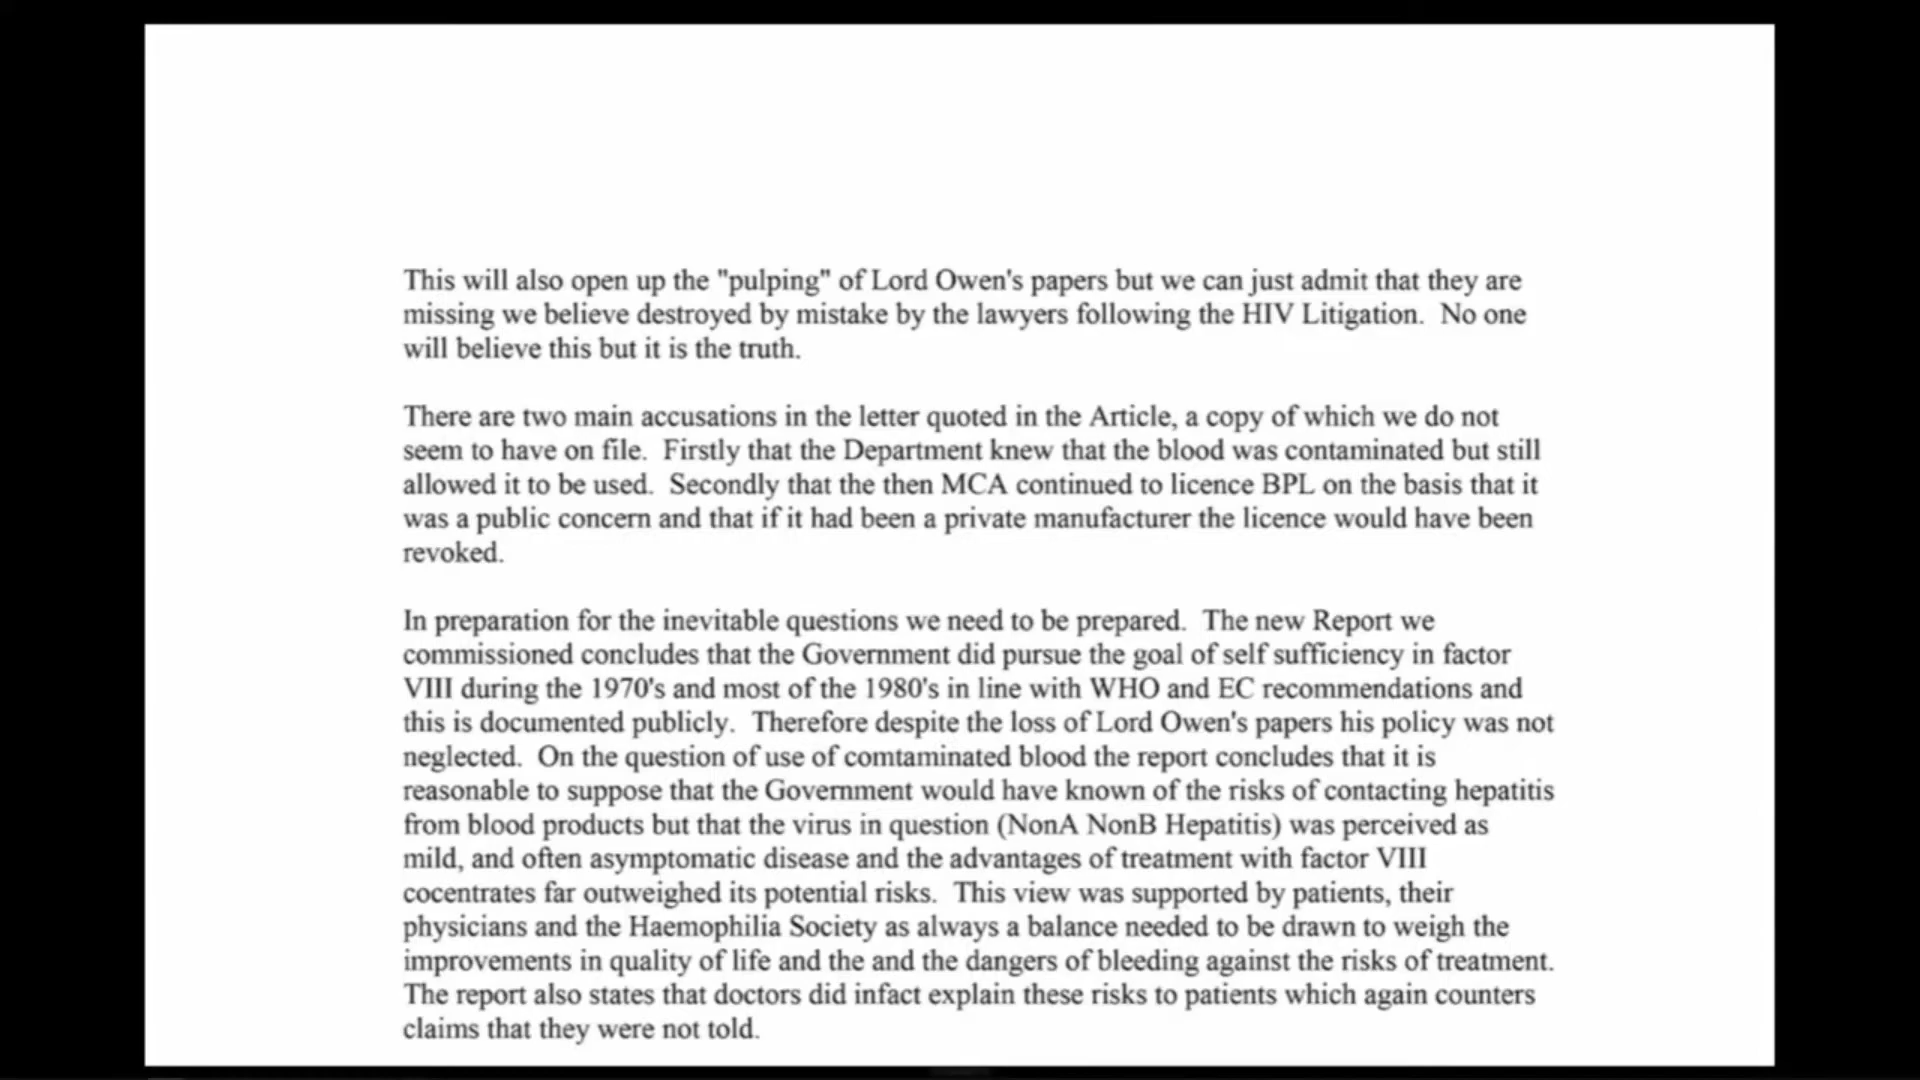 This will also open up the "pulping" of Lord Owen's papers but we can just admit that they are
missing we believe destroyed by mistake by the lawyers following the HIV Litigation.  No one
will believe this but it is the truth.
There are two main accusations in the letter quoted in the Article, a copy of which we do not
seem to have on file.  Firstly that the Department knew that the blood was contaminated but still
allowed it to be used.  Secondly that the then MCA continued to licence BPL on the basis that it
was a public concern and that if it had been a private manufacturer the licence would have been
revoked.
In preparation for the inevitable questions we need to be prepared.  The new Report we
commissioned concludes that the Government did pursue the goal of self sufficiency in factor
VIII during the 1970's and most of the 1980's in line with WHO and EC recommendations and
this is documented publicly.  Therefore despite the loss of Lord Owen's papers his policy was not
neglected.  On the question of use of comtaminated blood the report concludes that it is
reasonable to suppose that the Government would have known of the risks of contacting hepatitis
from blood products but that the virus in question (NonA NonB Hepatitis) was perceived as
mild, and often asymptomatic disease and the advantages of treatment with factor VIII
cocentrates far outweighed its potential risks.  This view was supported by patients, their
physicians and the Haemophilia Society as always a balance needed to be drawn to weigh the
improvements in quality of life and the and the dangers of bleeding against the risks of treatment.
The report also states that doctors did infact explain these risks to patients which again counters
claims that they were not told.